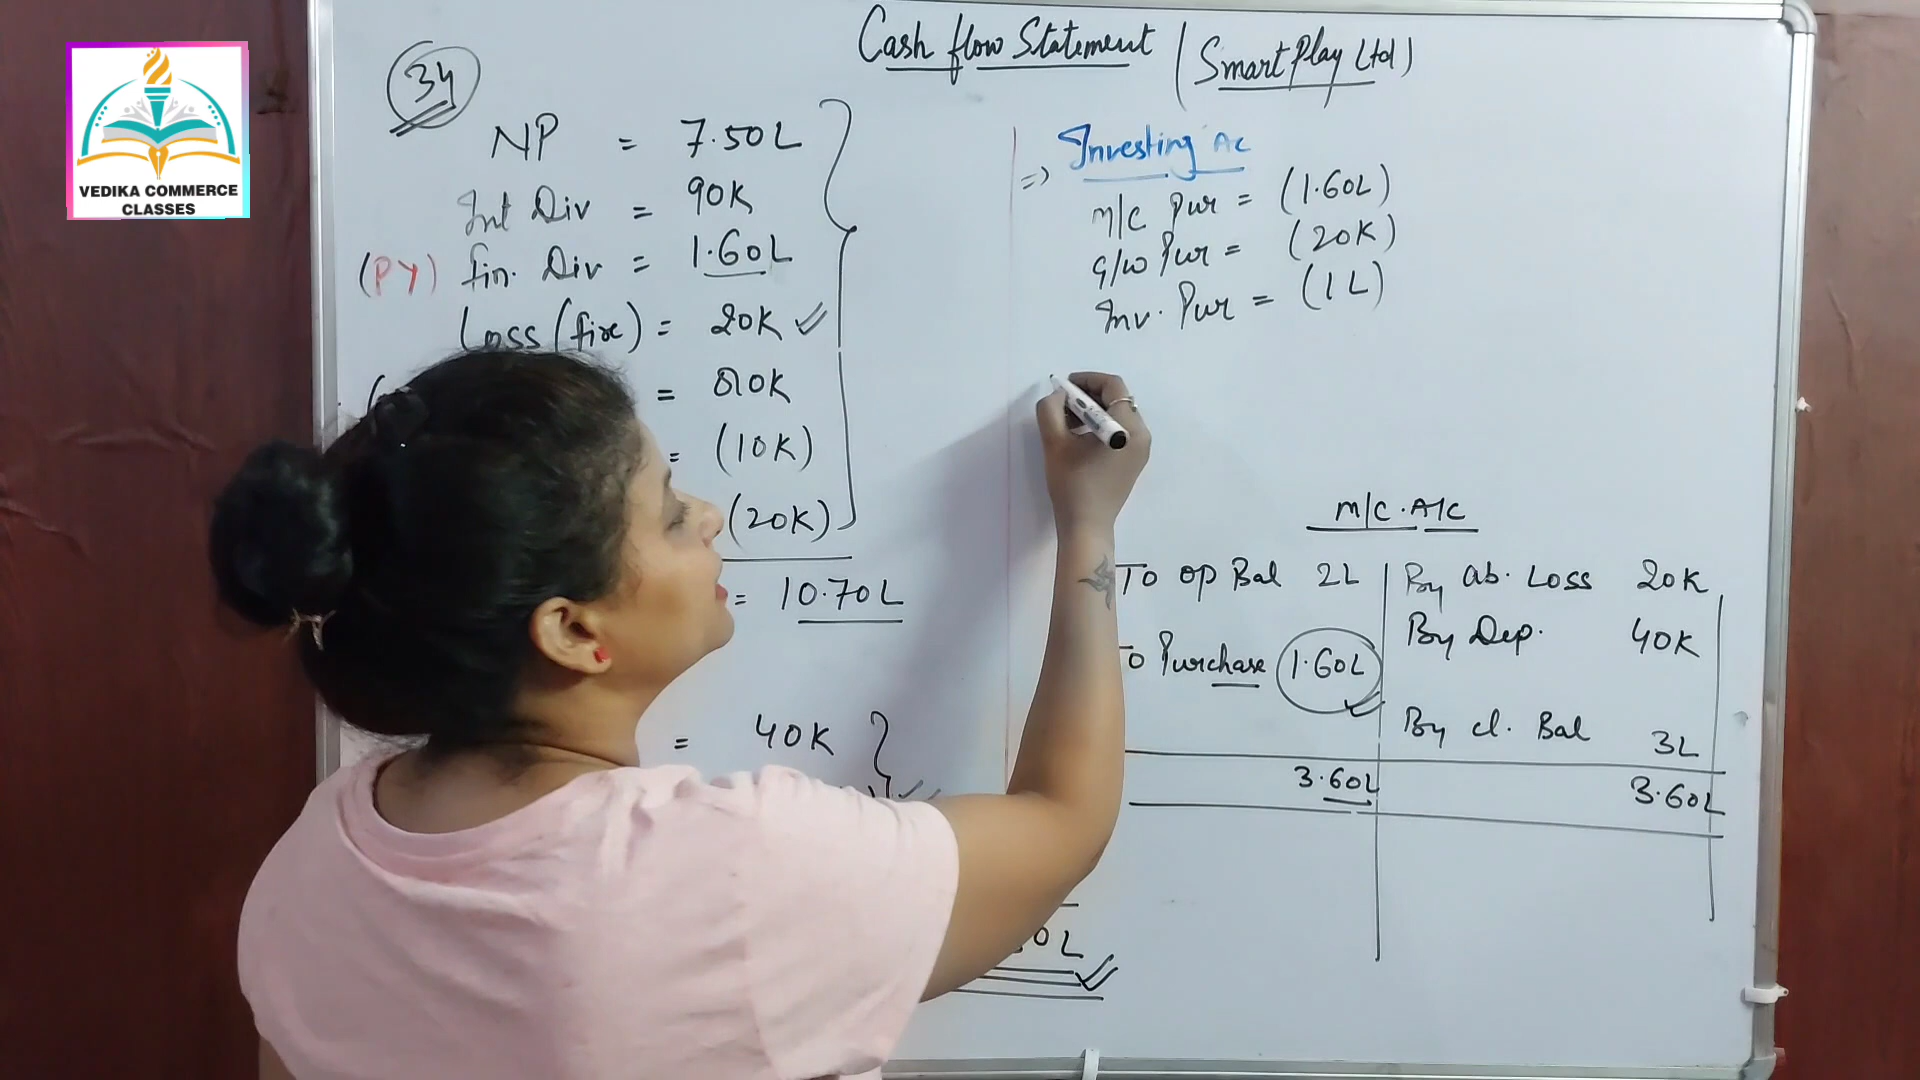 VEDIKA COMMERCE
CLASSES
34
Cash flow Statement (SmartPlay Ltd)
NP = 7.50L
Int Div = 90K
(PY) fin. Div = 1.60L
Loss (fire) = 20K
= 80K
= (10K)
(20K)
= 10.70L
= 40K
0L
=> Investing Ac
M/C Pur = (1.60L)
G/W Pur = (20K)
Inv. Pur = (1L)
M/C. A/C
To op Bal 2L By ab. Loss 20K
By Dep. 40K
To Purchase 1.60L
By cl. Bal 3L
3.60L 3.60L